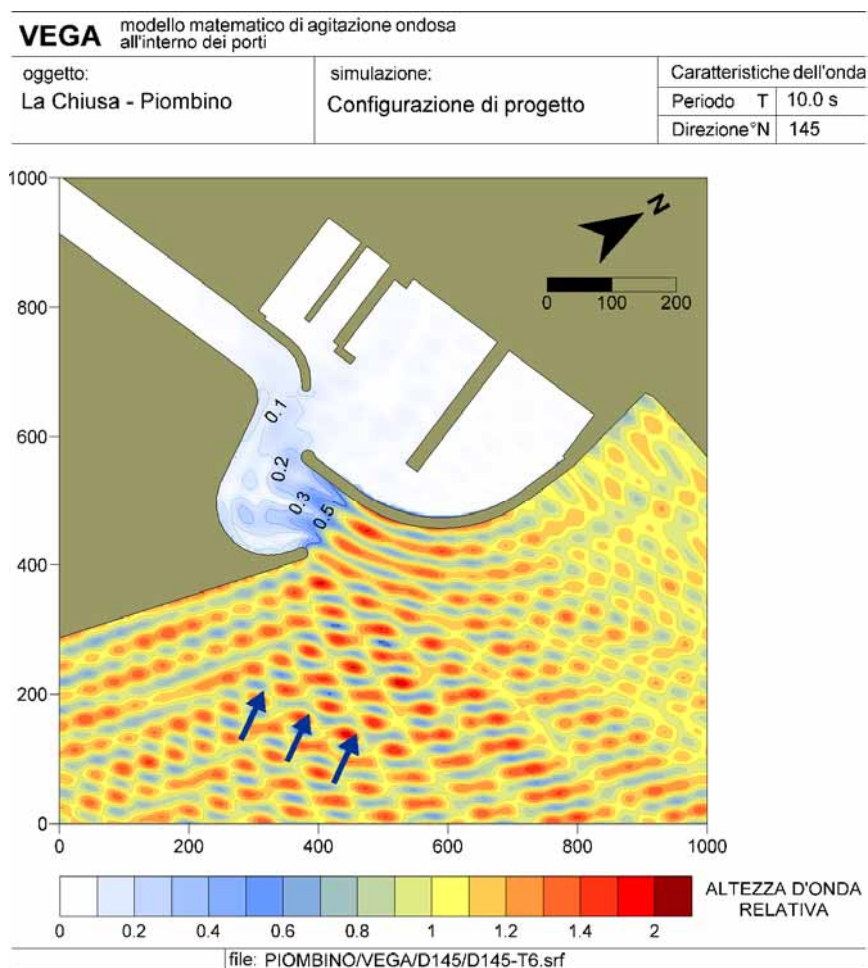 VEGA modello matematico di agitazione ondosa
all'interno dei porti
oggetto:
La Chiusa - Piombino
simulazione:
Configurazione di progetto
Caratteristiche dell'onda
Periodo T 10.0 s
Direzione°N 145
1000
800
600
400
200
0
0 200 400 600 800 1000
N
0 100 200
0.1
0.2
0.3
0.5
0 0.2 0.4 0.6 0.8 1 1.2 1.4 2
ALTEZZA D'ONDA
RELATIVA
file: PIOMBINO/VEGA/D145/D145-T6.srf